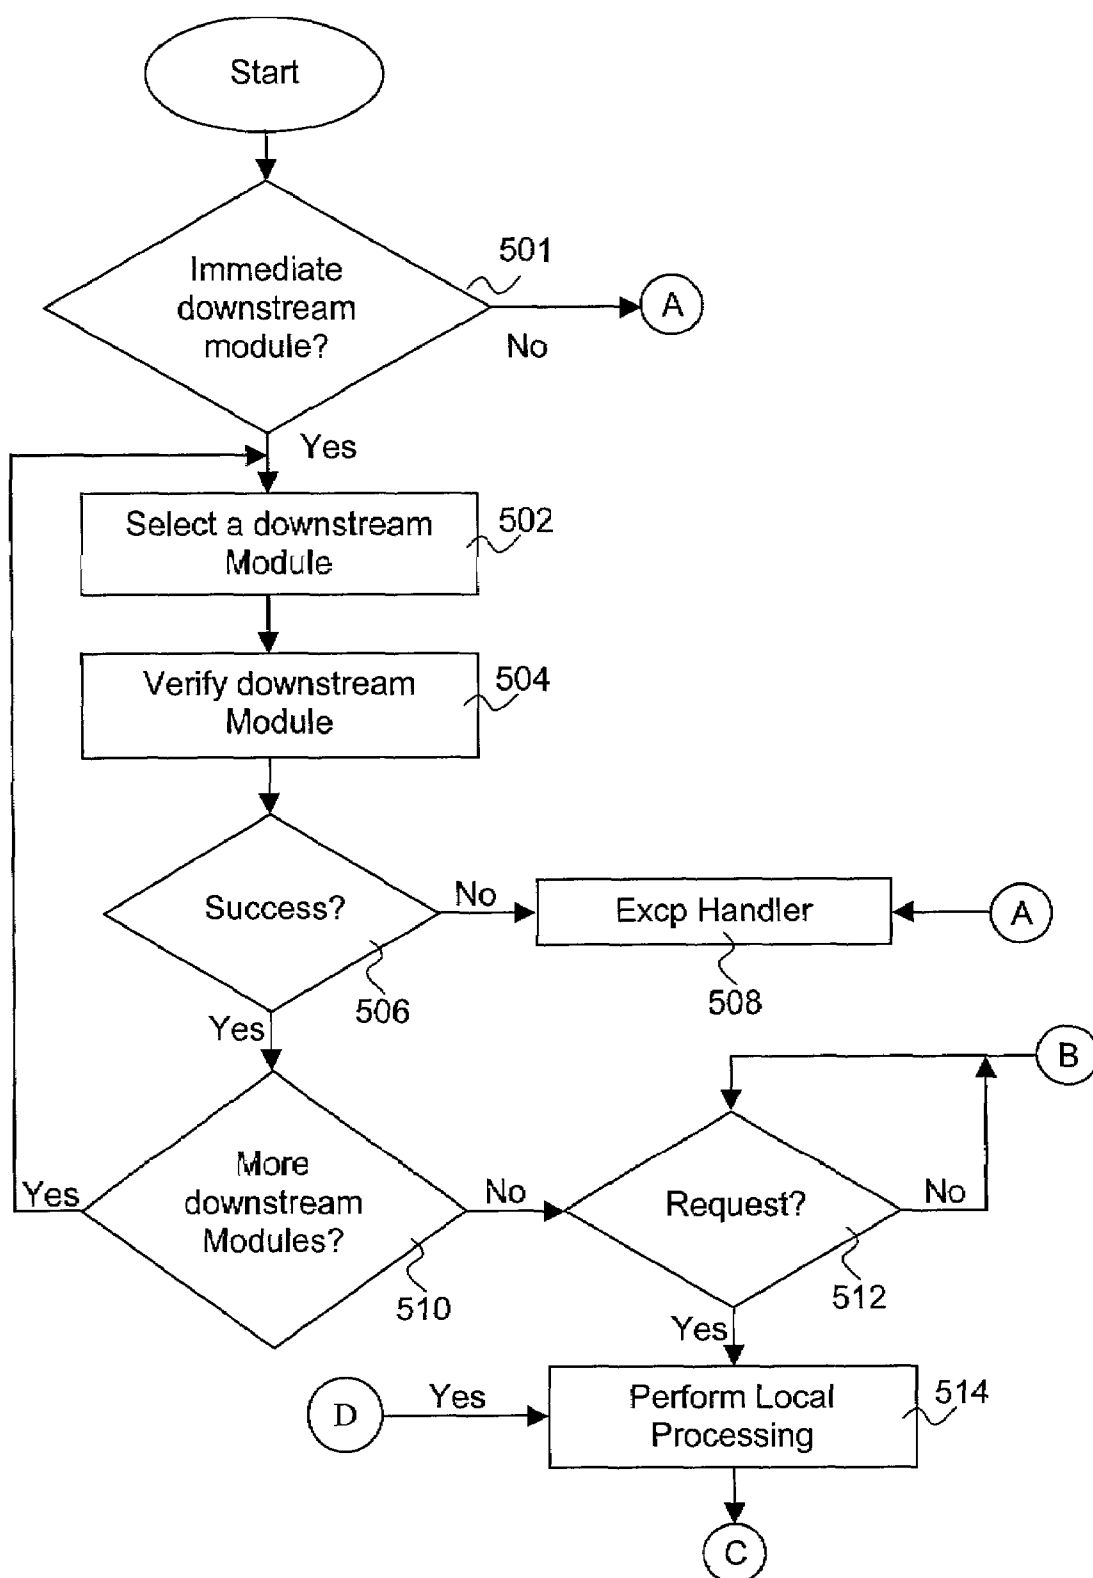 Start
Immediate
downstream
module?
501
A
No
Yes
Select a downstream
Module
502
Verify downstream
Module
504
Success?
No
Excp Handler
A
506
508
Yes
B
More
downstream
Modules?
Yes
No
Request?
No
510
512
Yes
D
Yes
Perform Local
Processing
514
C